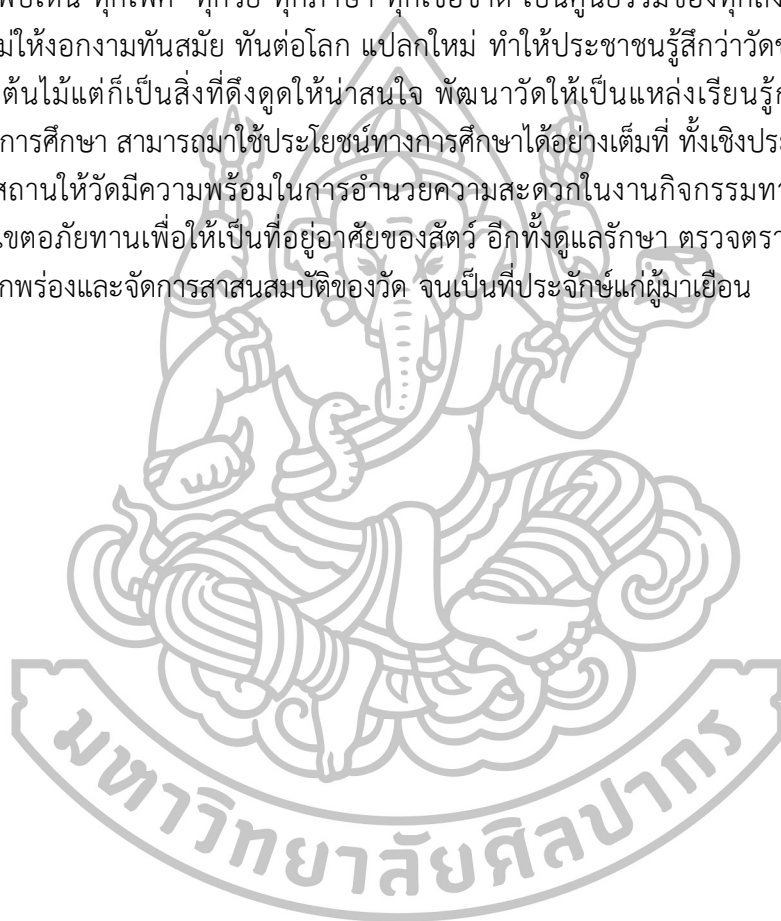 พบเห็น ทุกเพศ ทุกวัย ทุกภาษา ทุกเชื้อชาติ เป็นศูนย์รวมของทุกสิ่ง
ม่ให้งอกงามทันสมัย ทันต่อโลก แปลกใหม่ ทำให้ประชาชนรู้สึกว่าวัดข
ต้นไม้แต่ก็เป็นสิ่งที่ดึงดูดให้น่าสนใจ พัฒนาวัดให้เป็นแหล่งเรียนรู้ก
การศึกษา สามารถมาใช้ประโยชน์ทางการศึกษาได้อย่างเต็มที่ ทั้งเชิงประ
สถานให้วัดมีความพร้อมในการอำนวยความสะดวกในงานกิจกรรมทา
เขตอภัยทานเพื่อให้เป็นที่อยู่อาศัยของสัตว์ อีกทั้งดูแลรักษา ตรวจตรา
กพร่องและจัดการสาสนสมบัติของวัด จนเป็นที่ประจักษ์แก่ผู้มาเยือน
มหาวิทยาลัยศิลปากร